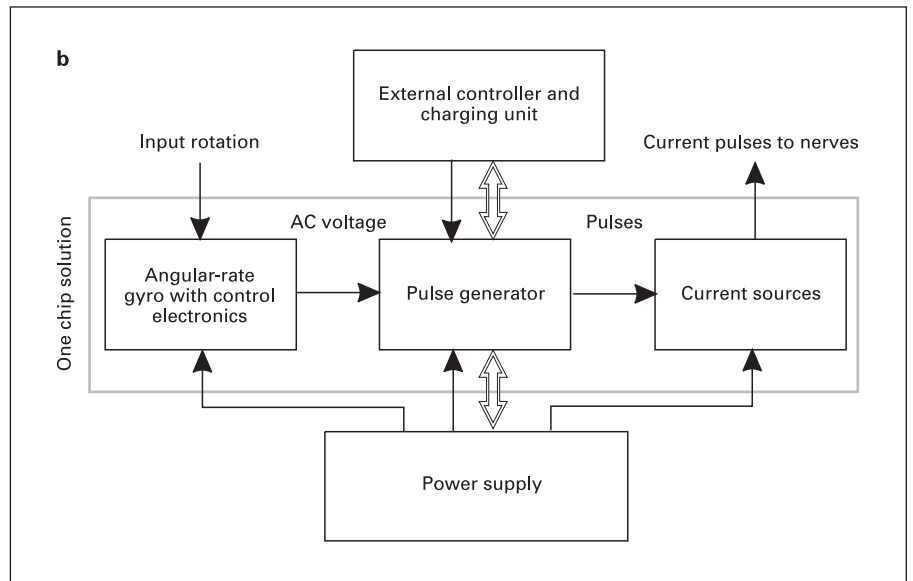 b
External controller and
charging unit
Input rotation
Current pulses to nerves
One chip solution
AC voltage
Pulses
Angular-rate
gyro with control
electronics
Pulse generator
Current sources
Power supply